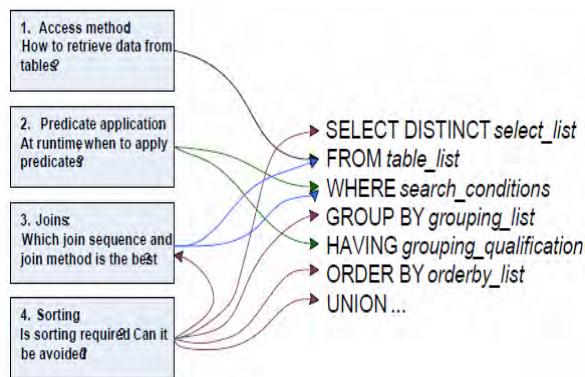 1. Access method
How to retrieve data from
tables?
2. Predicate application
At runtime, when to apply
predicates?
3. Joins:
Which join sequence and
join method is the best?
4. Sorting
Is sorting required? Can it
be avoided?
SELECT DISTINCT select_list
FROM table_list
WHERE search_conditions
GROUP BY grouping_list
HAVING grouping_qualification
ORDER BY orderby_list
UNION ...